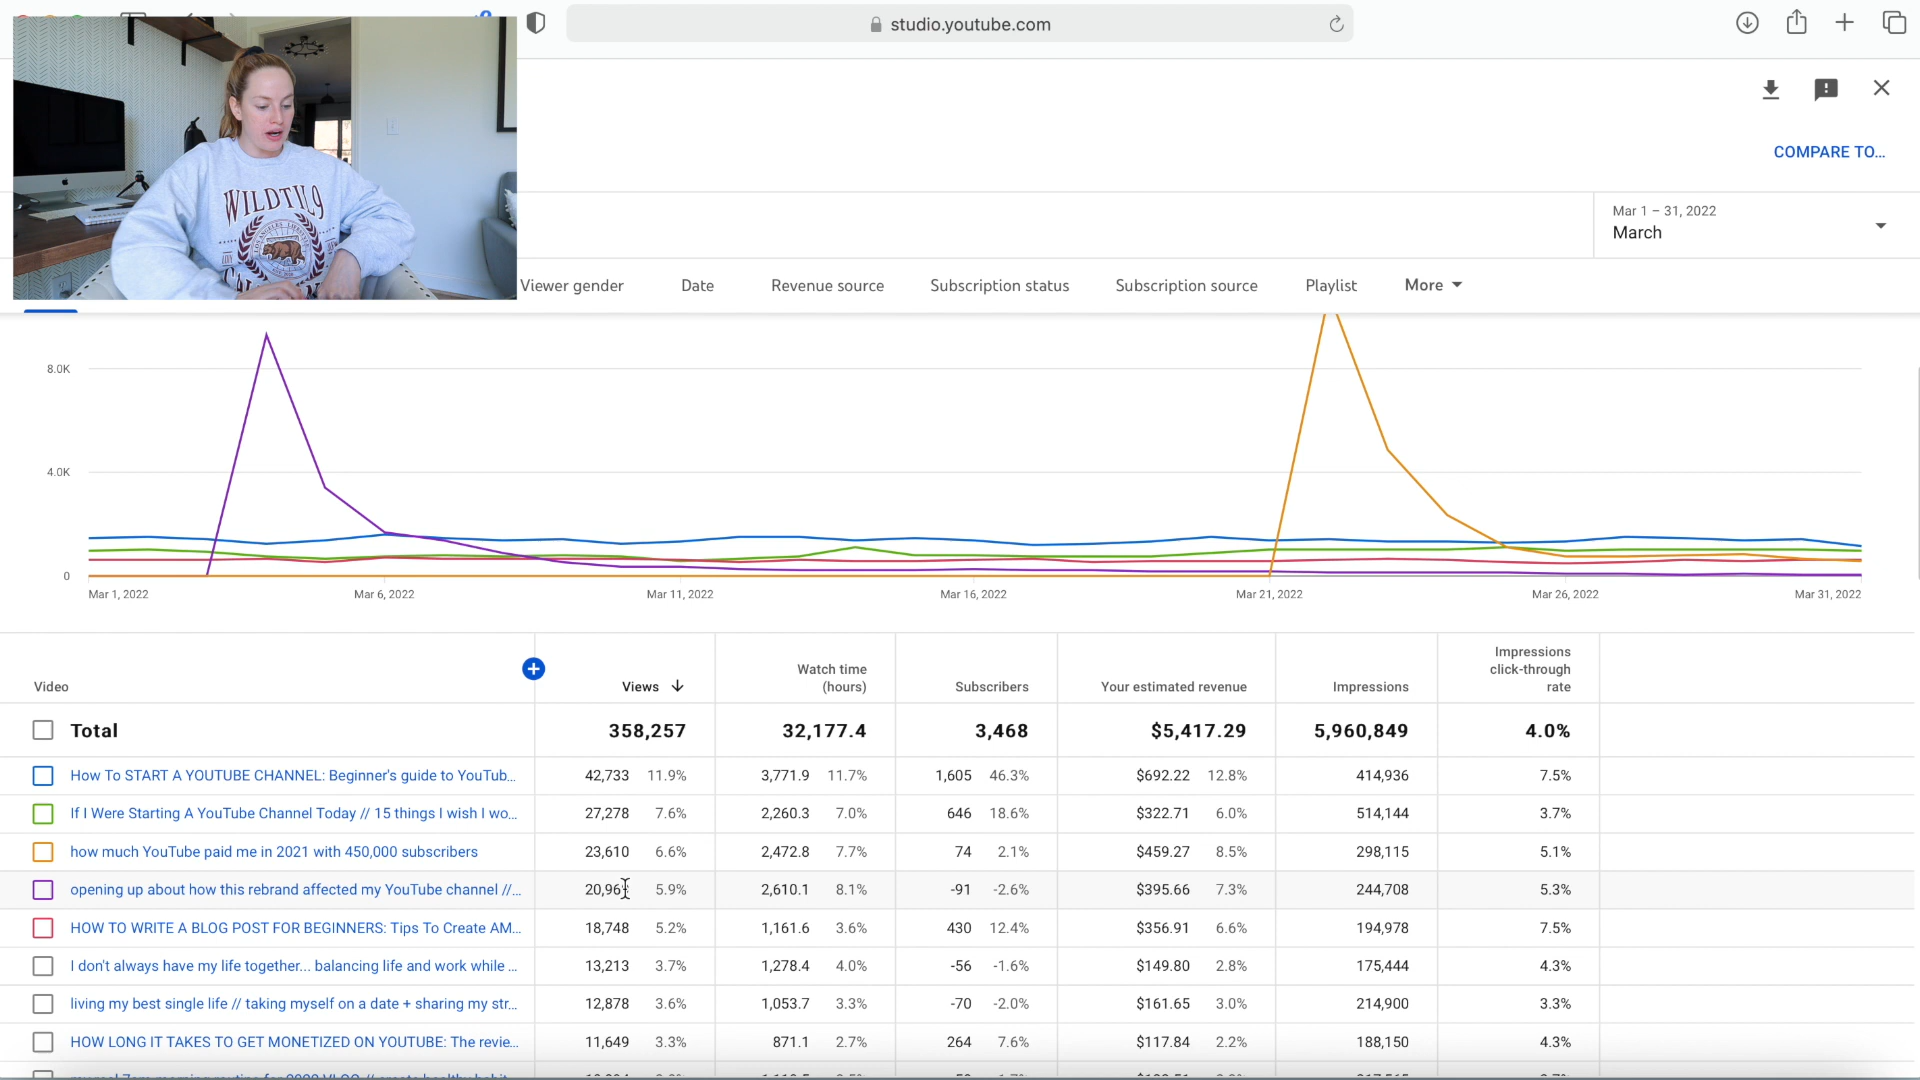 studio.youtube.com
COMPARE TO...
Mar 1 – 31, 2022
March
WILDTH9
Viewer gender Date Revenue source Subscription status Subscription source Playlist More
8.0K
4.0K
0
Mar 1, 2022 Mar 6, 2022 Mar 11, 2022 Mar 16, 2022 Mar 21, 2022 Mar 26, 2022 Mar 31, 2022
Video Views Watch time (hours) Subscribers Your estimated revenue Impressions Impressions click-through rate
Total 358,257 32,177.4 3,468 $5,417.29 5,960,849 4.0%
How To START A YOUTUBE CHANNEL: Beginner's guide to YouTub... 42,733 11.9% 3,771.9 11.7% 1,605 46.3% $692.22 12.8% 414,936 7.5%
If I Were Starting A YouTube Channel Today // 15 things I wish I wo... 27,278 7.6% 2,260.3 7.0% 646 18.6% $322.71 6.0% 514,144 3.7%
how much YouTube paid me in 2021 with 450,000 subscribers 23,610 6.6% 2,472.8 7.7% 74 2.1% $459.27 8.5% 298,115 5.1%
opening up about how this rebrand affected my YouTube channel //... 5.9% 2,610.1 8.1% -91 -2.6% $395.66 7.3% 244,708 5.3%
HOW TO WRITE A BLOG POST FOR BEGINNERS: Tips To Create AM... 18,748 5.2% 1,161.6 3.6% 430 12.4% $356.91 6.6% 194,978 7.5%
I don't always have my life together... balancing life and work while ... 13,213 3.7% 1,278.4 4.0% -56 -1.6% $149.80 2.8% 175,444 4.3%
living my best single life // taking myself on a date + sharing my str... 12,878 3.6% 1,053.7 3.3% -70 -2.0% $161.65 3.0% 214,900 3.3%
HOW LONG IT TAKES TO GET MONETIZED ON YOUTUBE: The revie... 11,649 3.3% 871.1 2.7% 264 7.6% $117.84 2.2% 188,150 4.3%